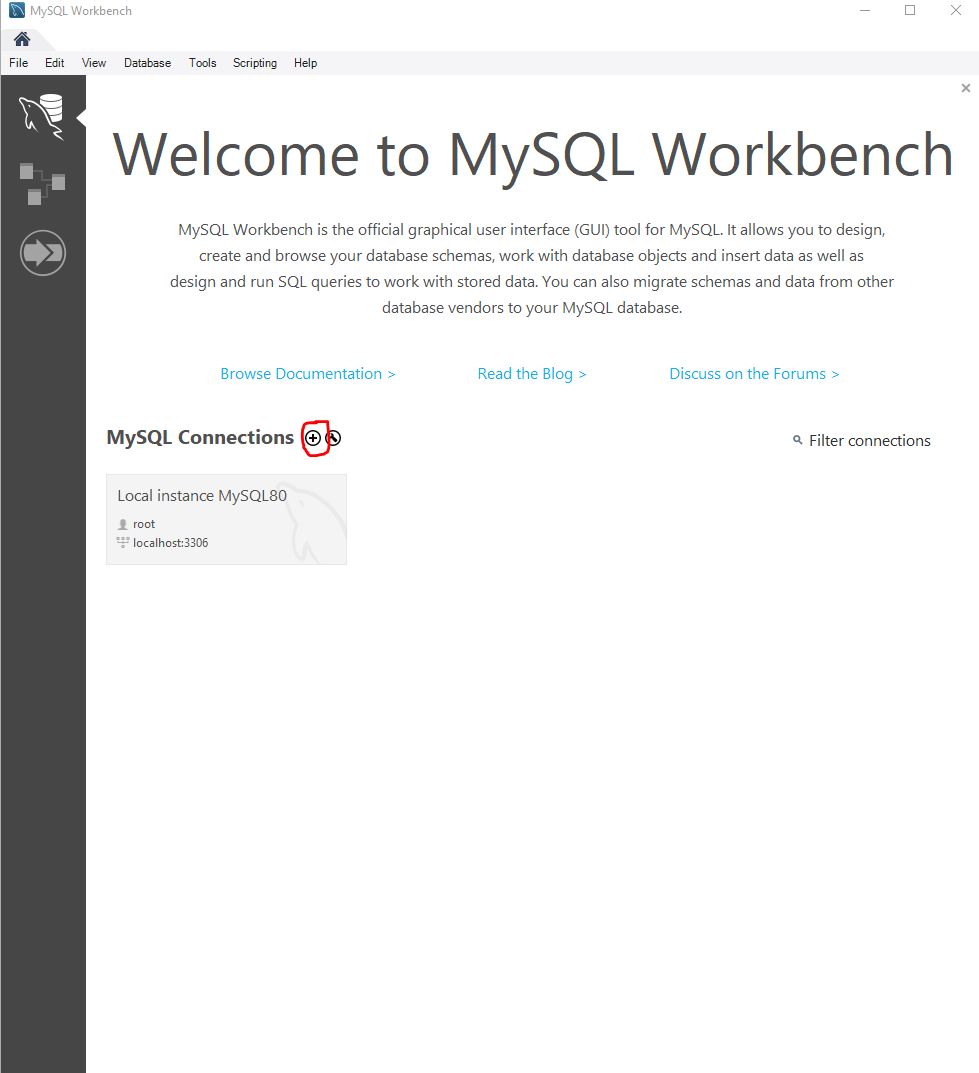 MySQL Workbench
File Edit View Database Tools Scripting Help
Welcome to MySQL Workbench
MySQL Workbench is the official graphical user interface (GUI) tool for MySQL. It allows you to design,
create and browse your database schemas, work with database objects and insert data as well as
design and run SQL queries to work with stored data. You can also migrate schemas and data from other
database vendors to your MySQL database.
Browse Documentation > Read the Blog > Discuss on the Forums >
MySQL Connections
Filter connections
Local instance MySQL80
root
localhost:3306